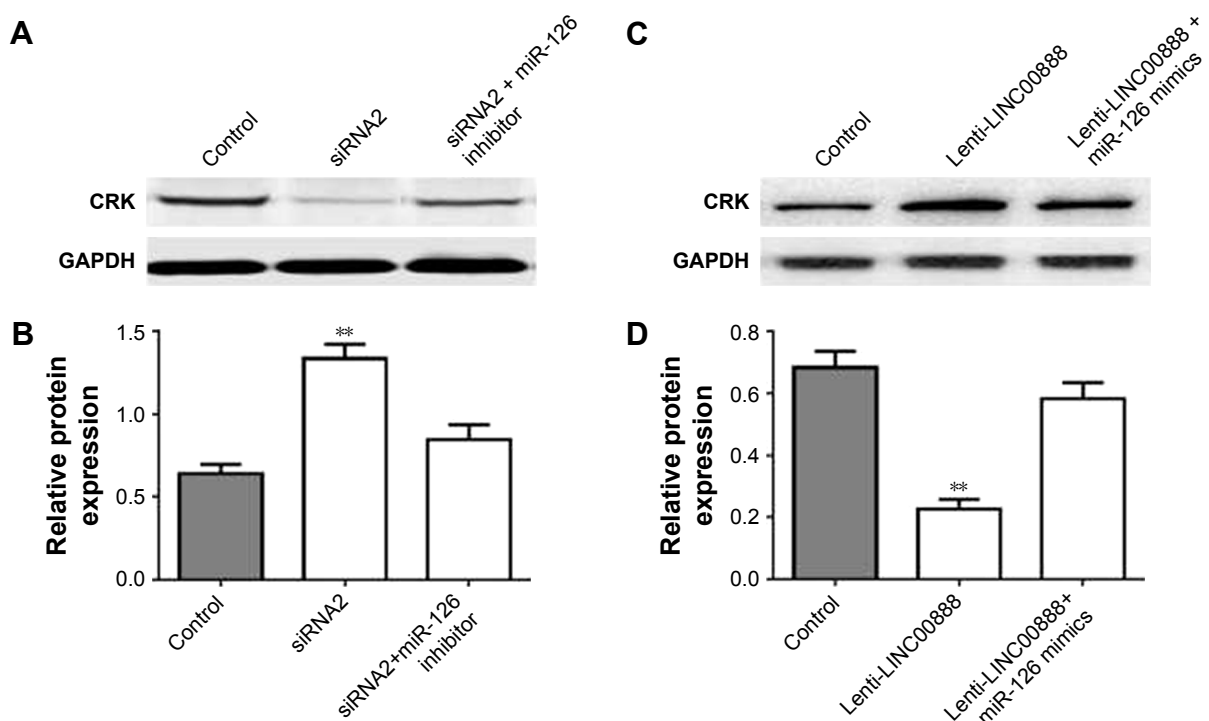 A
Control
siRNA2
siRNA2 + miR-126
inhibitor
CRK
GAPDH
B
Relative protein
expression
1.5
1.0
0.5
0.0
**
Control
siRNA2
siRNA2+miR-126
inhibitor
C
Control
Lenti-LINC00888
Lenti-LINC00888 +
miR-126 mimics
CRK
GAPDH
D
Relative protein
expression
0.8
0.6
0.4
0.2
0.0
**
Control
Lenti-LINC00888
Lenti-LINC00888+
miR-126 mimics